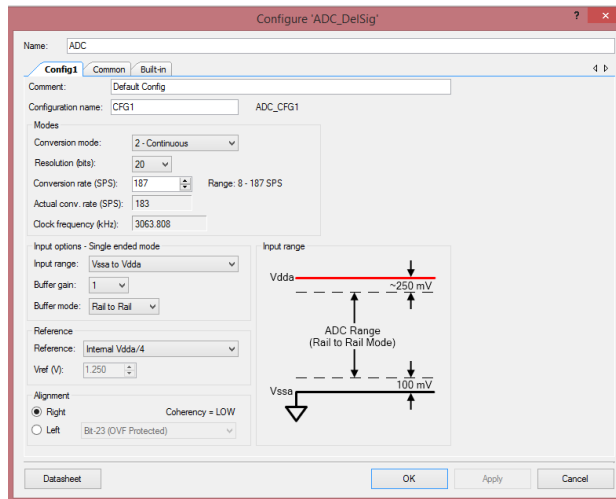 Configure 'ADC_DelSig'
? ×
Name: ADC
Config1 Common Built-in
Comment: Default Config
Configuration name: CFG1 ADC_CFG1
Modes
Conversion mode: 2 - Continuous
Resolution (bits): 20
Conversion rate (SPS): 187 Range: 8 - 187 SPS
Actual conv. rate (SPS): 183
Clock frequency (kHz): 3063.808
Input options - Single ended mode
Input range: Vssa to Vdda
Buffer gain: 1
Buffer mode: Rail to Rail
Reference
Reference: Internal Vdda/4
Vref (V): 1.250
Alignment
Right Coherency = LOW
Left Bit-23 (OVF Protected)
Input range
Vdda
~250 mV
ADC Range
(Rail to Rail Mode)
100 mV
Vssa
Datasheet OK Apply Cancel